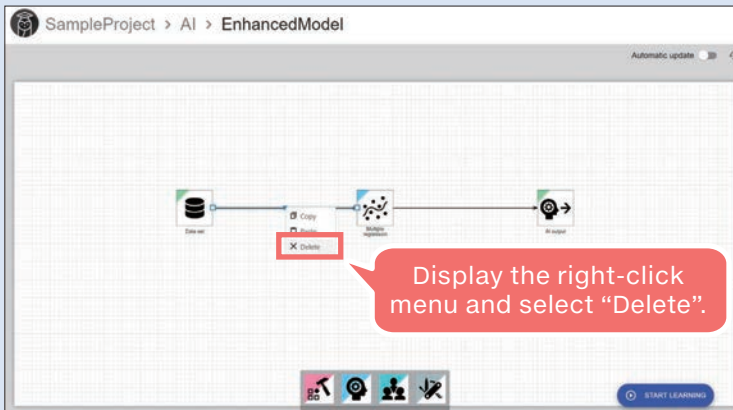 SampleProject > AI > EnhancedModel
Automatic update
Data set
Copy
Paste
Delete
Multiple
regression
AI output
Display the right-click
menu and select “Delete”.
START LEARNING